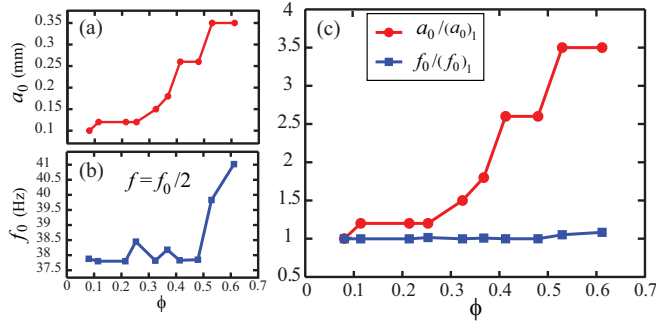 (a)
a₀ (mm)
0.35
0.3
0.25
0.2
0.15
0.1
(b)
f = f₀/2
f₀ (Hz)
41
40.5
40
39.5
39
38.5
38
37.5
0 0.1 0.2 0.3 0.4 0.5 0.6 0.7
ϕ
(c)
a₀/(a₀)₁
f₀/(f₀)₁
4
3.5
3
2.5
2
1.5
1
0.5
0.1 0.2 0.3 0.4 0.5 0.6 0.7
ϕ